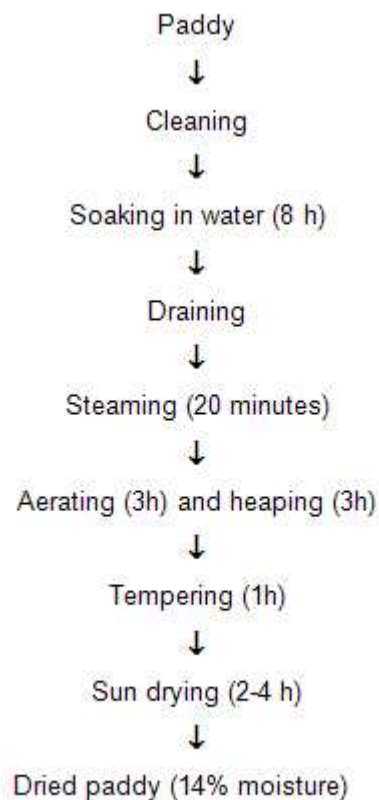 Paddy
↓
Cleaning
↓
Soaking in water (8 h)
↓
Draining
↓
Steaming (20 minutes)
↓
Aerating (3h) and heaping (3h)
↓
Tempering (1h)
↓
Sun drying (2-4 h)
↓
Dried paddy (14% moisture)